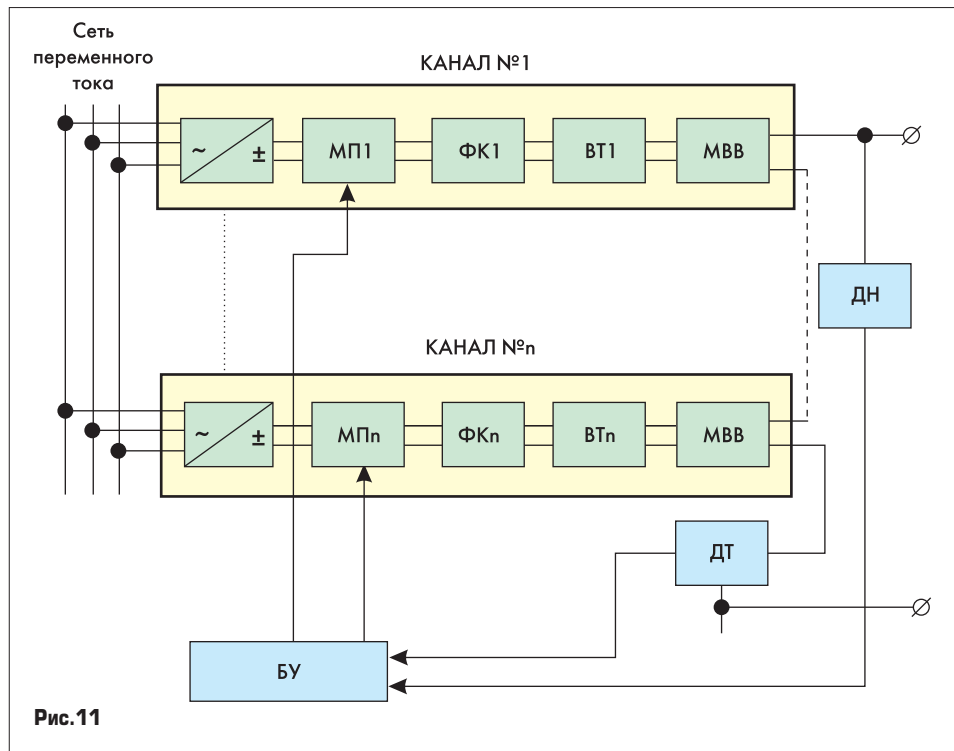 Сеть
переменного
тока
КАНАЛ №1
~ ± МП1 ФК1 ВТ1 МВВ
ДН
КАНАЛ №n
~ ± МПn ФКn ВТn МВВ
ДТ
БУ
Рис.11